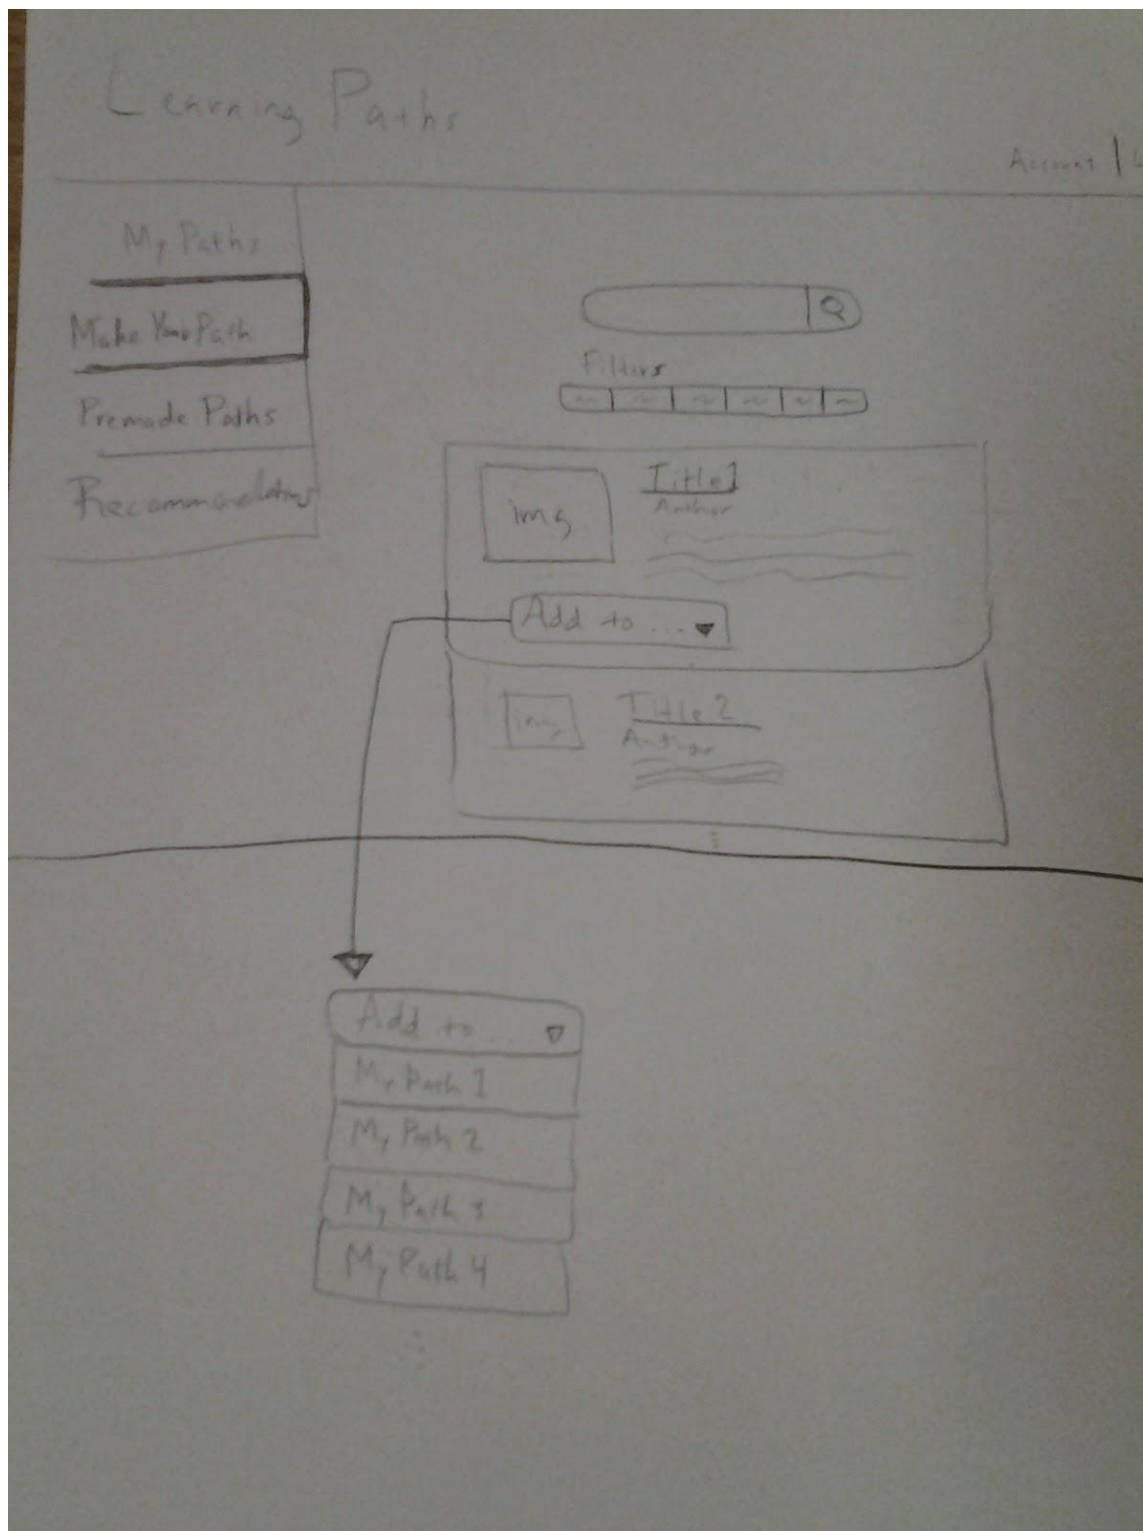 Learning Paths
Account |
My Paths
Make Your Path
Premade Paths
Recommendations
Filters
img
Title1
Author
Add to ...
img
Title2
Author
Add to ...
My Path 1
My Path 2
My Path 3
My Path 4